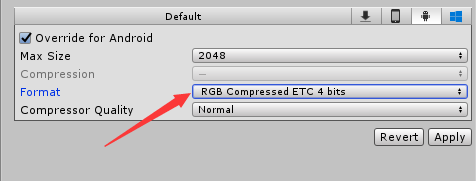 Default
Override for Android
Max Size 2048
Compression —
Format RGB Compressed ETC 4 bits
Compressor Quality Normal
Revert Apply